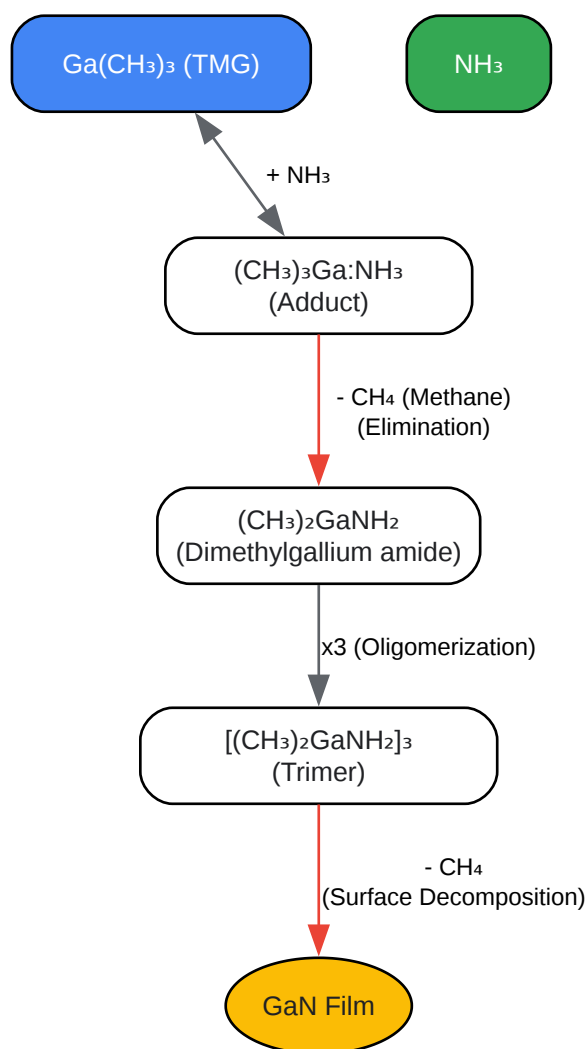 Ga(CH₃)₃ (TMG)
NH₃
+ NH₃
(CH₃)₃Ga:NH₃
(Adduct)
- CH₄ (Methane)
(Elimination)
(CH₃)₂GaNH₂
(Dimethylgallium amide)
x3 (Oligomerization)
[(CH₃)₂GaNH₂]₃
(Trimer)
- CH₄
(Surface Decomposition)
GaN Film